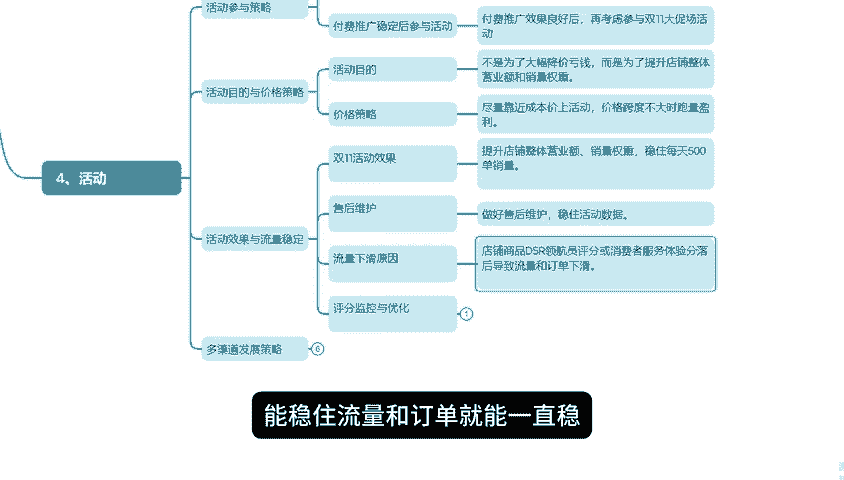 活动参与策略
付费推广稳定后参与活动
付费推广效果良好后，再考虑参与双11大促场活
动
活动目的与价格策略
活动目的
不是为了大幅降价亏钱，而是为了提升店铺整体
营业额和销量权重。
价格策略
尽量靠近成本价上活动，价格跨度不大时跑量盈
利。
4、活动
活动效果与流量稳定
双11活动效果
提升店铺整体营业额、销量权重，稳住每天500
单销量。
售后维护
做好售后维护，稳住活动数据。
流量下滑原因
店铺商品DSR领航员评分或消费者服务体验分落
后导致流量和订单下滑。
评分监控与优化
1
多渠道发展策略
6
能稳住流量和订单就能一直稳